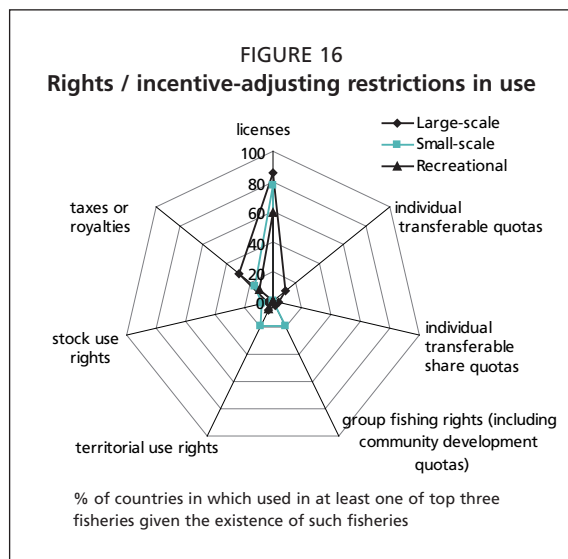 FIGURE 16
Rights / incentive-adjusting restrictions in use
licenses
Large-scale
Small-scale
Recreational
100
80
60
40
20
0
taxes or
royalties
individual
transferable quotas
stock use
rights
individual
transferable
share quotas
territorial use rights
group fishing rights (including
community development
quotas)
% of countries in which used in at least one of top three
fisheries given the existence of such fisheries